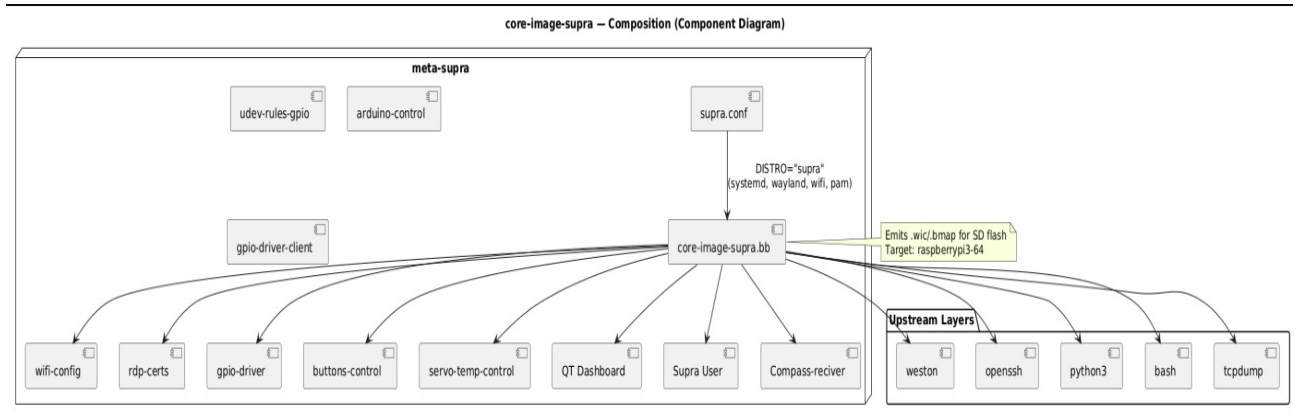 core-image-supra — Composition (Component Diagram)
meta-supra
udev-rules-gpio
arduino-control
supra.conf
DISTRO="supra"
(systemd, wayland, wifi, pam)
gpio-driver-client
core-image-supra.bb
Emits .wic/.bmap for SD flash
Target: raspberrypi3-64
Upstream Layers
wifi-config
rdp-certs
gpio-driver
buttons-control
servo-temp-control
QT Dashboard
Supra User
Compass-reciver
weston
openssh
python3
bash
tcpdump